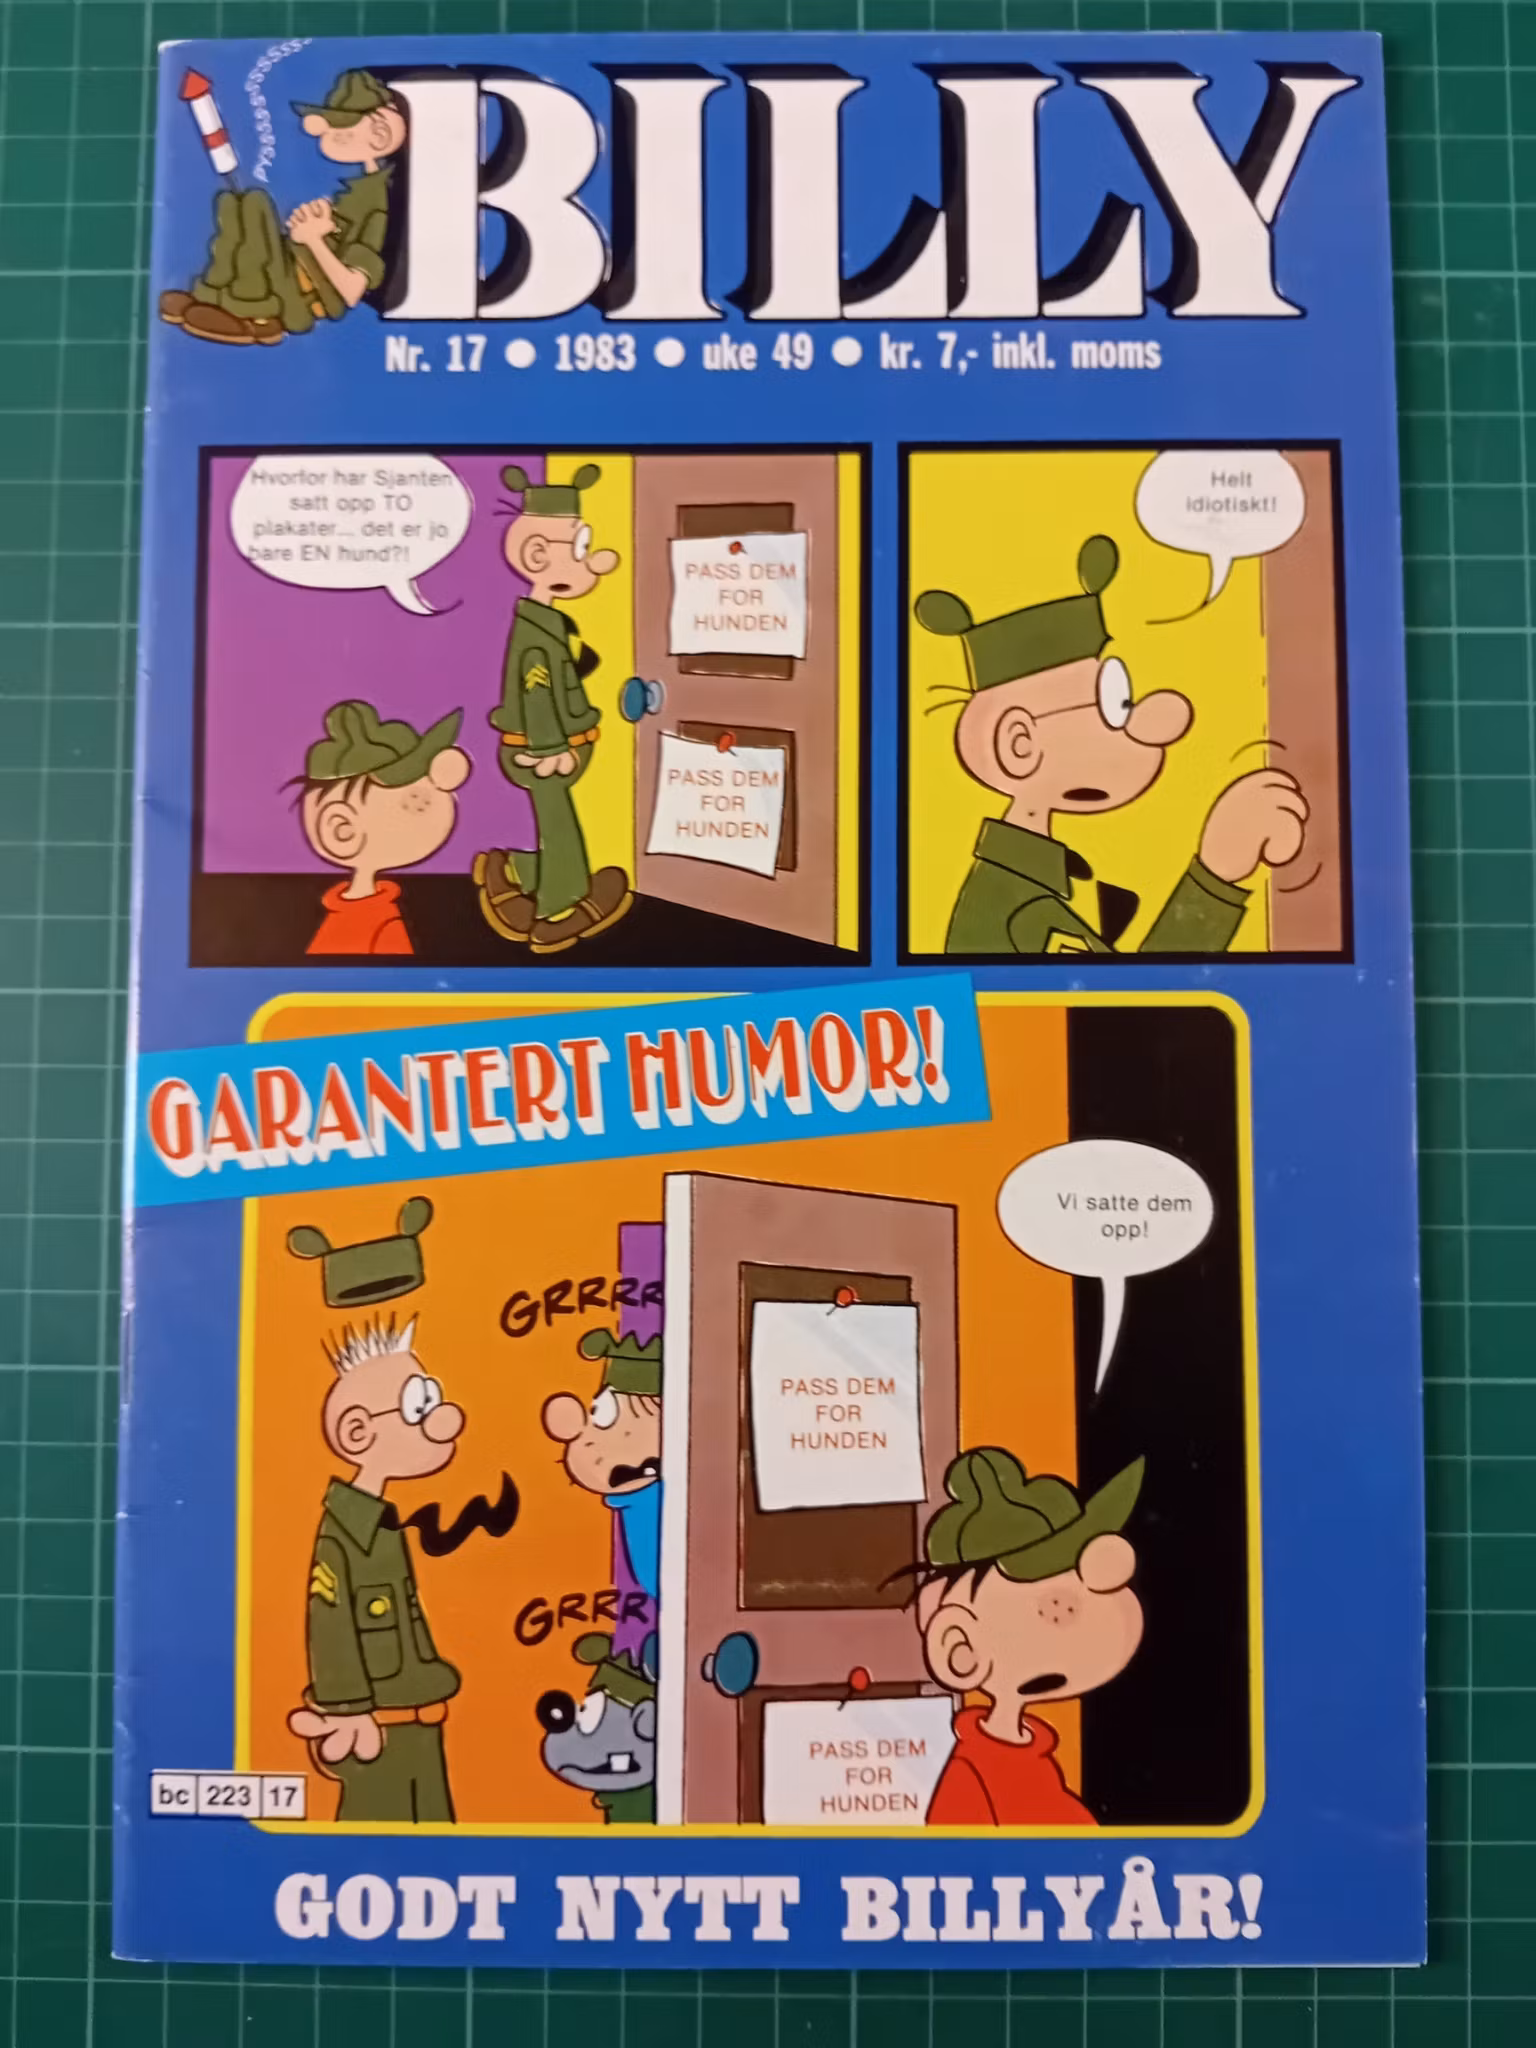 PYSSSSSSSSSSSSS
BILLY
Nr. 17 ● 1983 ● uke 49 ● kr. 7,- inkl. moms
Hvorfor har Sjanten
satt opp TO
plakater... det er jo
bare EN hund?!
PASS DEM
FOR
HUNDEN
PASS DEM
FOR
HUNDEN
Helt
idiotiskt!
GARANTERT HUMOR!
Vi satte dem
opp!
GRRRR
PASS DEM
FOR
HUNDEN
GRRR
PASS DEM
FOR
HUNDEN
bc 223 17
GODT NYTT BILLYÅR!